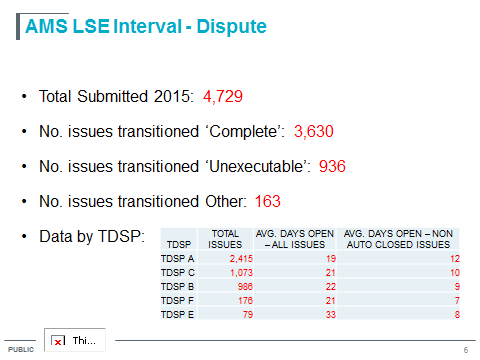 AMS LSE Interval - Dispute
• Total Submitted 2015: 4,729
• No. issues transitioned ‘Complete’: 3,630
• No. issues transitioned ‘Unexecutable’: 936
• No. issues transitioned Other: 163
• Data by TDSP:
TDSP TOTAL ISSUES AVG. DAYS OPEN – ALL ISSUES AVG. DAYS OPEN – NON AUTO CLOSED ISSUES
TDSP A 2,415 19 12
TDSP C 1,073 21 10
TDSP B 986 22 9
TDSP F 176 21 7
TDSP E 79 33 8
Thi...
PUBLIC 6